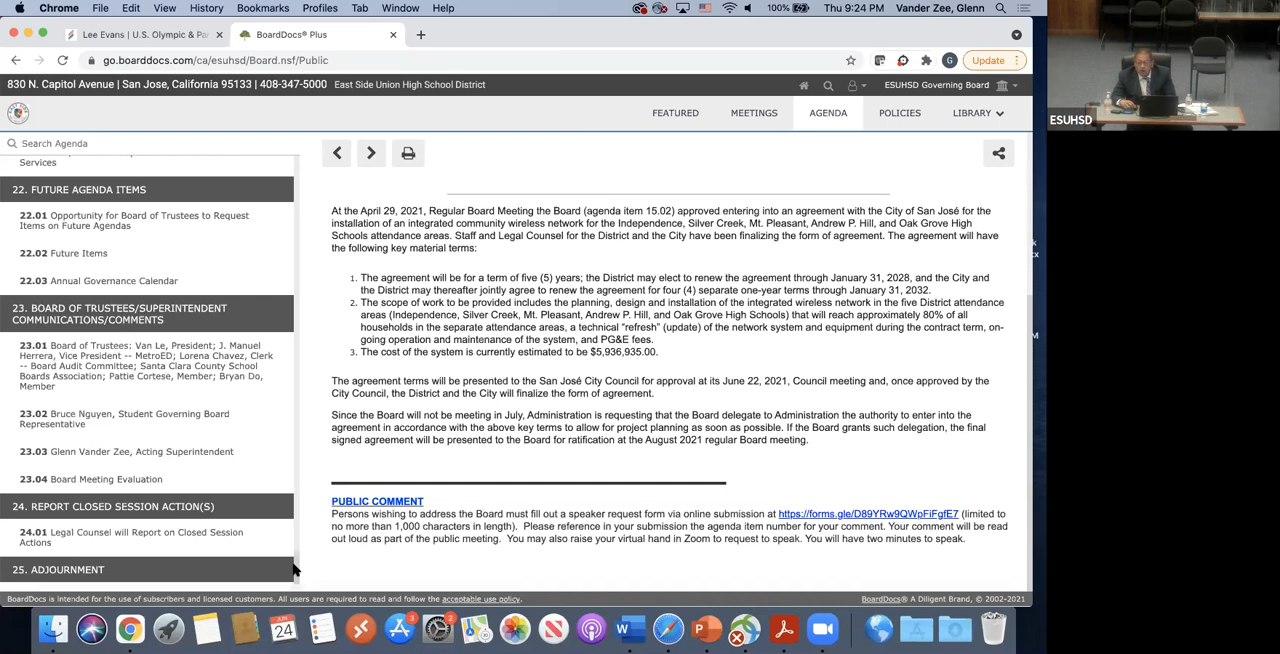 Chrome File Edit View History Bookmarks Profiles Tab Window Help 100% Thu 9:24 PM Vander Zee, Glenn
Lee Evans | U.S. Olympic & Pa × BoardDocs® Plus × +
go.boarddocs.com/ca/esuhsd/Board.nsf/Public G Update
830 N. Capitol Avenue | San Jose, California 95133 | 408-347-5000 East Side Union High School District ESUHSD Governing Board
FEATURED MEETINGS AGENDA POLICIES LIBRARY
Search Agenda
Services
22. FUTURE AGENDA ITEMS
22.01 Opportunity for Board of Trustees to Request
Items on Future Agendas
22.02 Future Items
22.03 Annual Governance Calendar
23. BOARD OF TRUSTEES/SUPERINTENDENT
COMMUNICATIONS/COMMENTS
23.01 Board of Trustees: Van Le, President; J. Manuel
Herrera, Vice President -- MetroED; Lorena Chavez, Clerk
-- Board Audit Committee; Santa Clara County School
Boards Association; Pattie Cortese, Member; Bryan Do,
Member
23.02 Bruce Nguyen, Student Governing Board
Representative
23.03 Glenn Vander Zee, Acting Superintendent
23.04 Board Meeting Evaluation
24. REPORT CLOSED SESSION ACTION(S)
24.01 Legal Counsel will Report on Closed Session
Actions
25. ADJOURNMENT
At the April 29, 2021, Regular Board Meeting the Board (agenda item 15.02) approved entering into an agreement with the City of San José for the
installation of an integrated community wireless network for the Independence, Silver Creek, Mt. Pleasant, Andrew P. Hill, and Oak Grove High
Schools attendance areas. Staff and Legal Counsel for the District and the City have been finalizing the form of agreement. The agreement will have
the following key material terms:
1. The agreement will be for a term of five (5) years; the District may elect to renew the agreement through January 31, 2028, and the City and
the District may thereafter jointly agree to renew the agreement for four (4) separate one-year terms through January 31, 2032.
2. The scope of work to be provided includes the planning, design and installation of the integrated wireless network in the five District attendance
areas (Independence, Silver Creek, Mt. Pleasant, Andrew P. Hill, and Oak Grove High Schools) that will reach approximately 80% of all
households in the separate attendance areas, a technical “refresh” (update) of the network system and equipment during the contract term, on-
going operation and maintenance of the system, and PG&E fees.
3. The cost of the system is currently estimated to be $5,936,935.00.
The agreement terms will be presented to the San José City Council for approval at its June 22, 2021, Council meeting and, once approved by the
City Council, the District and the City will finalize the form of agreement.
Since the Board will not be meeting in July, Administration is requesting that the Board delegate to Administration the authority to enter into the
agreement in accordance with the above key terms to allow for project planning as soon as possible. If the Board grants such delegation, the final
signed agreement will be presented to the Board for ratification at the August 2021 regular Board meeting.
PUBLIC COMMENT
Persons wishing to address the Board must fill out a speaker request form via online submission at https://forms.gle/D89YRw9QWpFiFgfE7 (limited to
no more than 1,000 characters in length). Please reference in your submission the agenda item number for your comment. Your comment will be read
out loud as part of the public meeting. You may also raise your virtual hand in Zoom to request to speak. You will have two minutes to speak.
BoardDocs is intended for the use of subscribers and licensed customers. All users are required to read and follow the acceptable use policy. BoardDocs® A Diligent Brand, © 2002-2021
JUN
24
3
2
ESUHSD